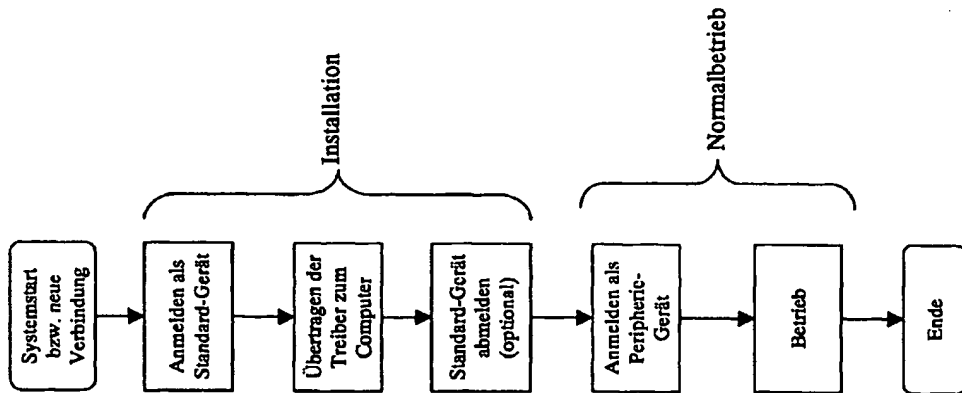 Systemstart
bzw. neue
Verbindung
Anmelden als
Standard-Gerät
Übertragen der
Treiber zum
Computer
Standard-Gerät
abmelden
(optional)
Installation
Anmelden als
Peripherie-
Gerät
Betrieb
Normalbetrieb
Ende